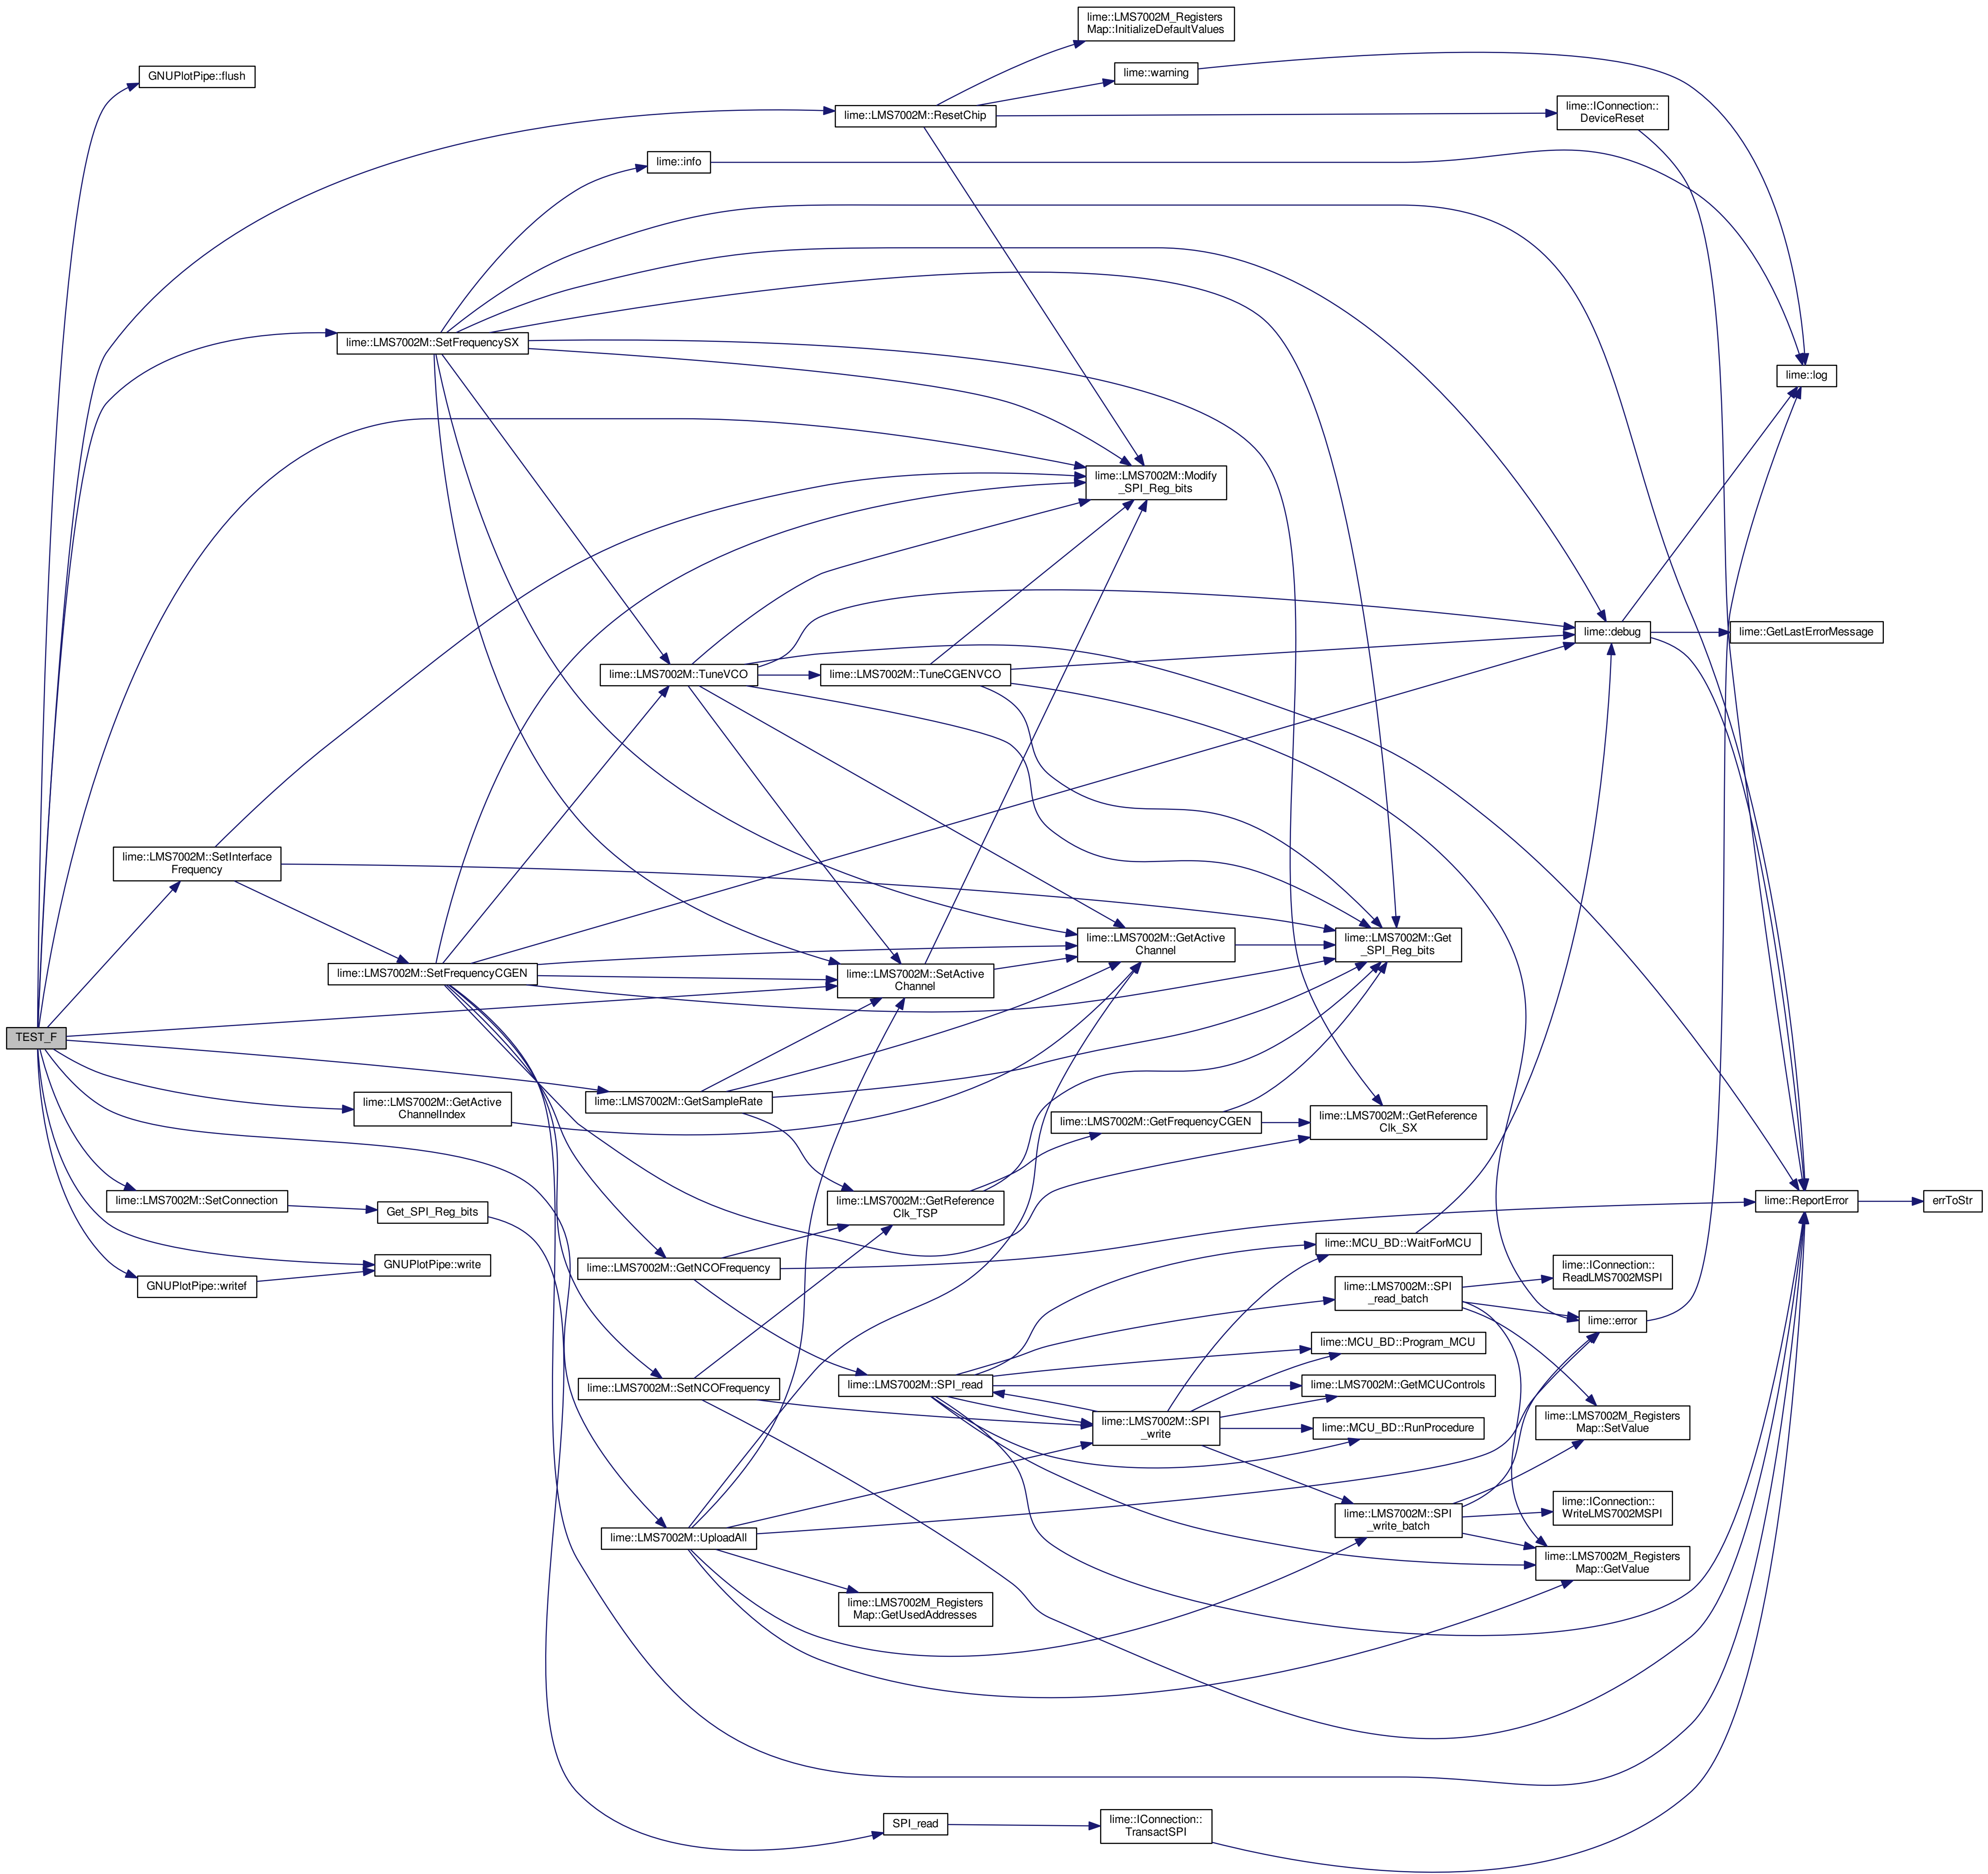 lime::LMS7002M_Registers
Map::InitializeDefaultValues
GNUPlotPipe::flush
lime::warning
lime::LMS7002M::ResetChip
lime::IConnection::
DeviceReset
lime::info
lime::LMS7002M::SetFrequencySX
lime::log
lime::LMS7002M::Modify
_SPI_Reg_bits
lime::debug
lime::GetLastErrorMessage
lime::LMS7002M::TuneVCO
lime::LMS7002M::TuneCGENVCO
lime::LMS7002M::SetInterface
Frequency
lime::LMS7002M::GetActive
Channel
lime::LMS7002M::Get
_SPI_Reg_bits
lime::LMS7002M::SetFrequencyCGEN
lime::LMS7002M::SetActive
Channel
TEST_F
lime::LMS7002M::GetSampleRate
lime::LMS7002M::GetActive
ChannelIndex
lime::LMS7002M::GetFrequencyCGEN
lime::LMS7002M::GetReference
Clk_SX
lime::LMS7002M::SetConnection
Get_SPI_Reg_bits
lime::LMS7002M::GetReference
Clk_TSP
lime::ReportError
errToStr
lime::MCU_BD::WaitForMCU
GNUPlotPipe::write
lime::LMS7002M::GetNCOFrequency
lime::IConnection::
ReadLMS7002MSPI
GNUPlotPipe::writef
lime::LMS7002M::SPI
_read_batch
lime::error
lime::MCU_BD::Program_MCU
lime::LMS7002M::SetNCOFrequency
lime::LMS7002M::SPI_read
lime::LMS7002M::GetMCUControls
lime::LMS7002M::SPI
_write
lime::MCU_BD::RunProcedure
lime::LMS7002M_Registers
Map::SetValue
lime::LMS7002M::SPI
_write_batch
lime::IConnection::
WriteLMS7002MSPI
lime::LMS7002M::UploadAll
lime::LMS7002M_Registers
Map::GetValue
lime::LMS7002M_Registers
Map::GetUsedAddresses
SPI_read
lime::IConnection::
TransactSPI